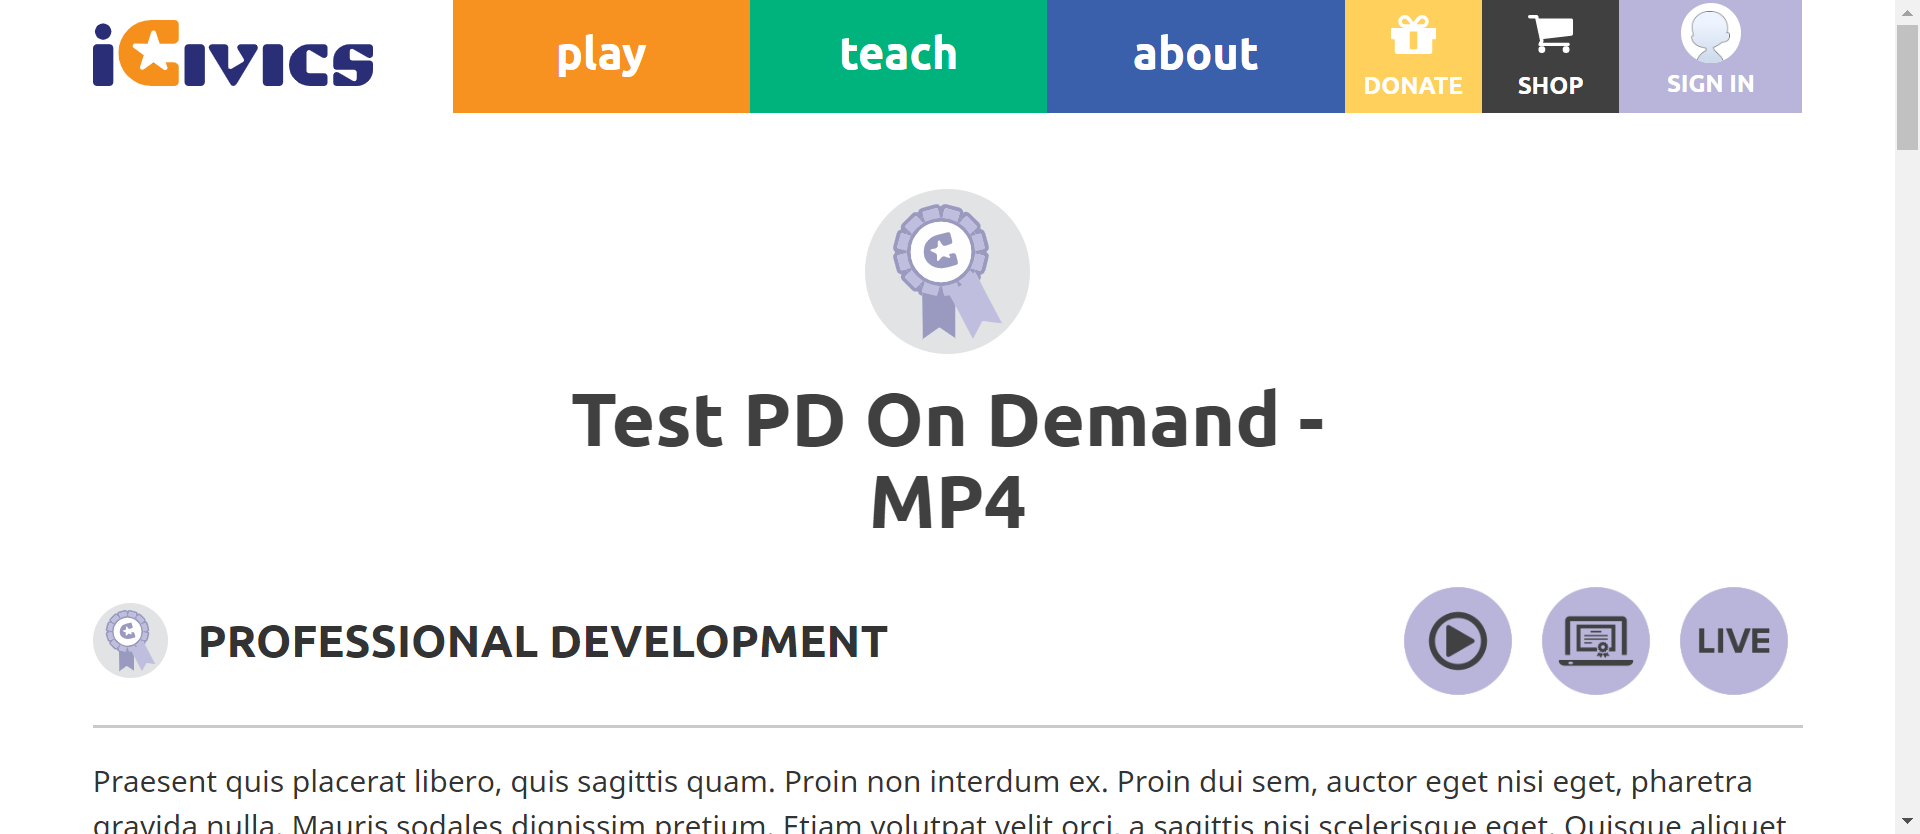 iCivics
play
teach
about
DONATE
SHOP
SIGN IN
Test PD On Demand -
MP4
PROFESSIONAL DEVELOPMENT
LIVE
Praesent quis placerat libero, quis sagittis quam. Proin non interdum ex. Proin dui sem, auctor eget nisi eget, pharetra
gravida nulla. Mauris sodales dignissim pretium. Etiam volutpat velit orci, a sagittis nisi scelerisque eget. Quisque aliquet